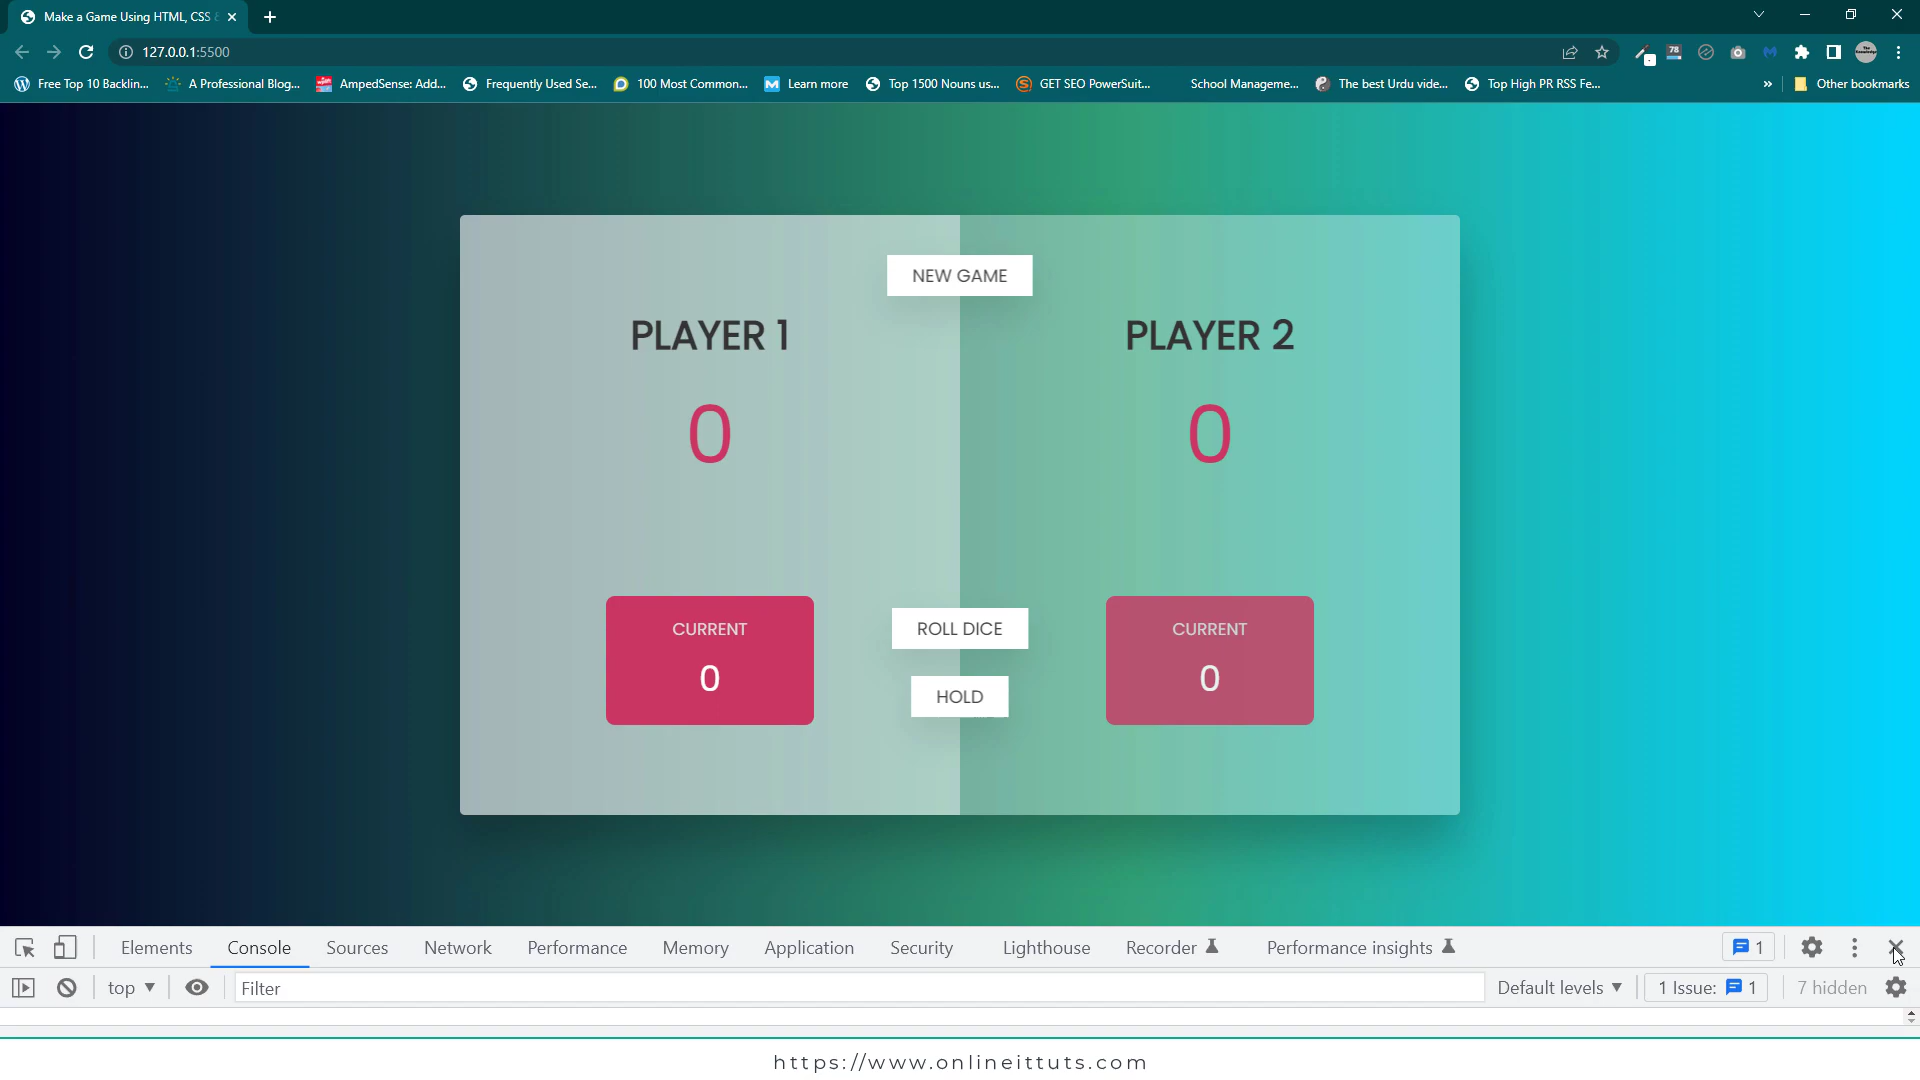 Make a Game Using HTML, CSS &
127.0.0.1:5500
78
Free Top 10 Backlin...
A Professional Blog...
AmpedSense: Add...
Frequently Used Se...
100 Most Common...
Learn more
Top 1500 Nouns us...
GET SEO PowerSuit...
School Manageme...
The best Urdu vide...
Top High PR RSS Fe...
»
Other bookmarks
NEW GAME
PLAYER 1
PLAYER 2
0
0
CURRENT
0
ROLL DICE
HOLD
CURRENT
0
Elements
Console
Sources
Network
Performance
Memory
Application
Security
Lighthouse
Recorder
Performance insights
1
top
Filter
Default levels
1 Issue: 1
7 hidden
https://www.onlineittuts.com